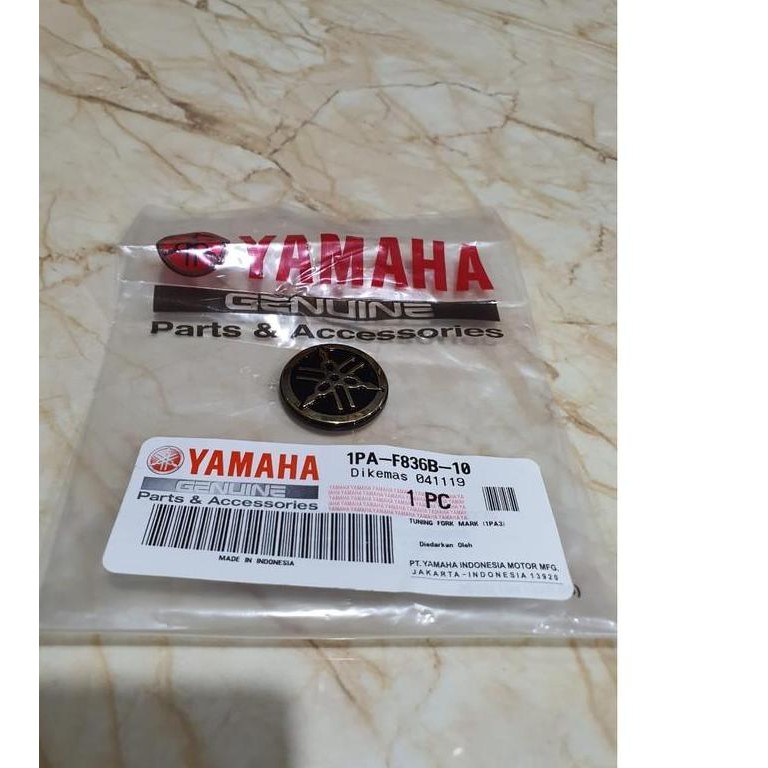 YAMAHA
GENUINE
Parts & Accessories
YAMAHA
GENUINE
Parts & Accessories
MADE IN INDONESIA
1PA-F836B-10
Dikemas 041119
1 PC
TUNING FORK MARK (1PA3)
Diedarkan Oleh
PT. YAMAHA INDONESIA MOTOR MFG.
JAKARTA-INDONESIA 13920